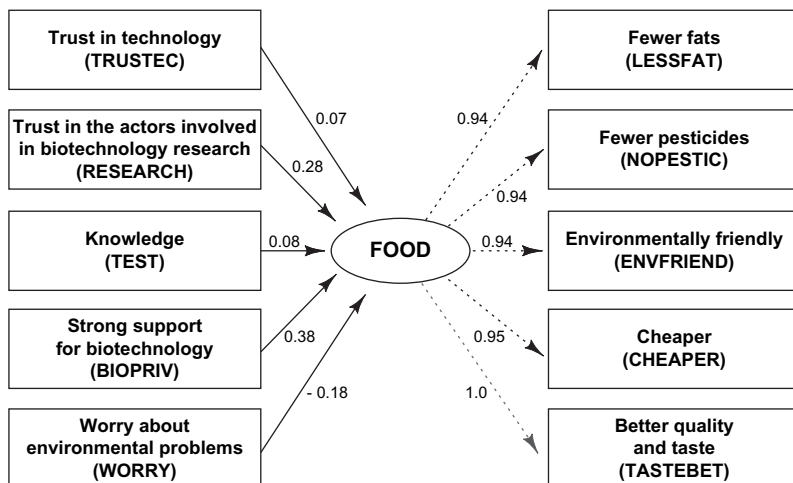 Trust in technology
(TRUSTEC)
Trust in the actors involved
in biotechnology research
(RESEARCH)
Knowledge
(TEST)
Strong support
for biotechnology
(BIOPRIV)
Worry about
environmental problems
(WORRY)
0.07
0.28
0.08
0.38
- 0.18
FOOD
0.94
0.94
0.94
0.95
1.0
Fewer fats
(LESSFAT)
Fewer pesticides
(NOPESTIC)
Environmentally friendly
(ENVFRIEND)
Cheaper
(CHEAPER)
Better quality
and taste
(TASTEBET)